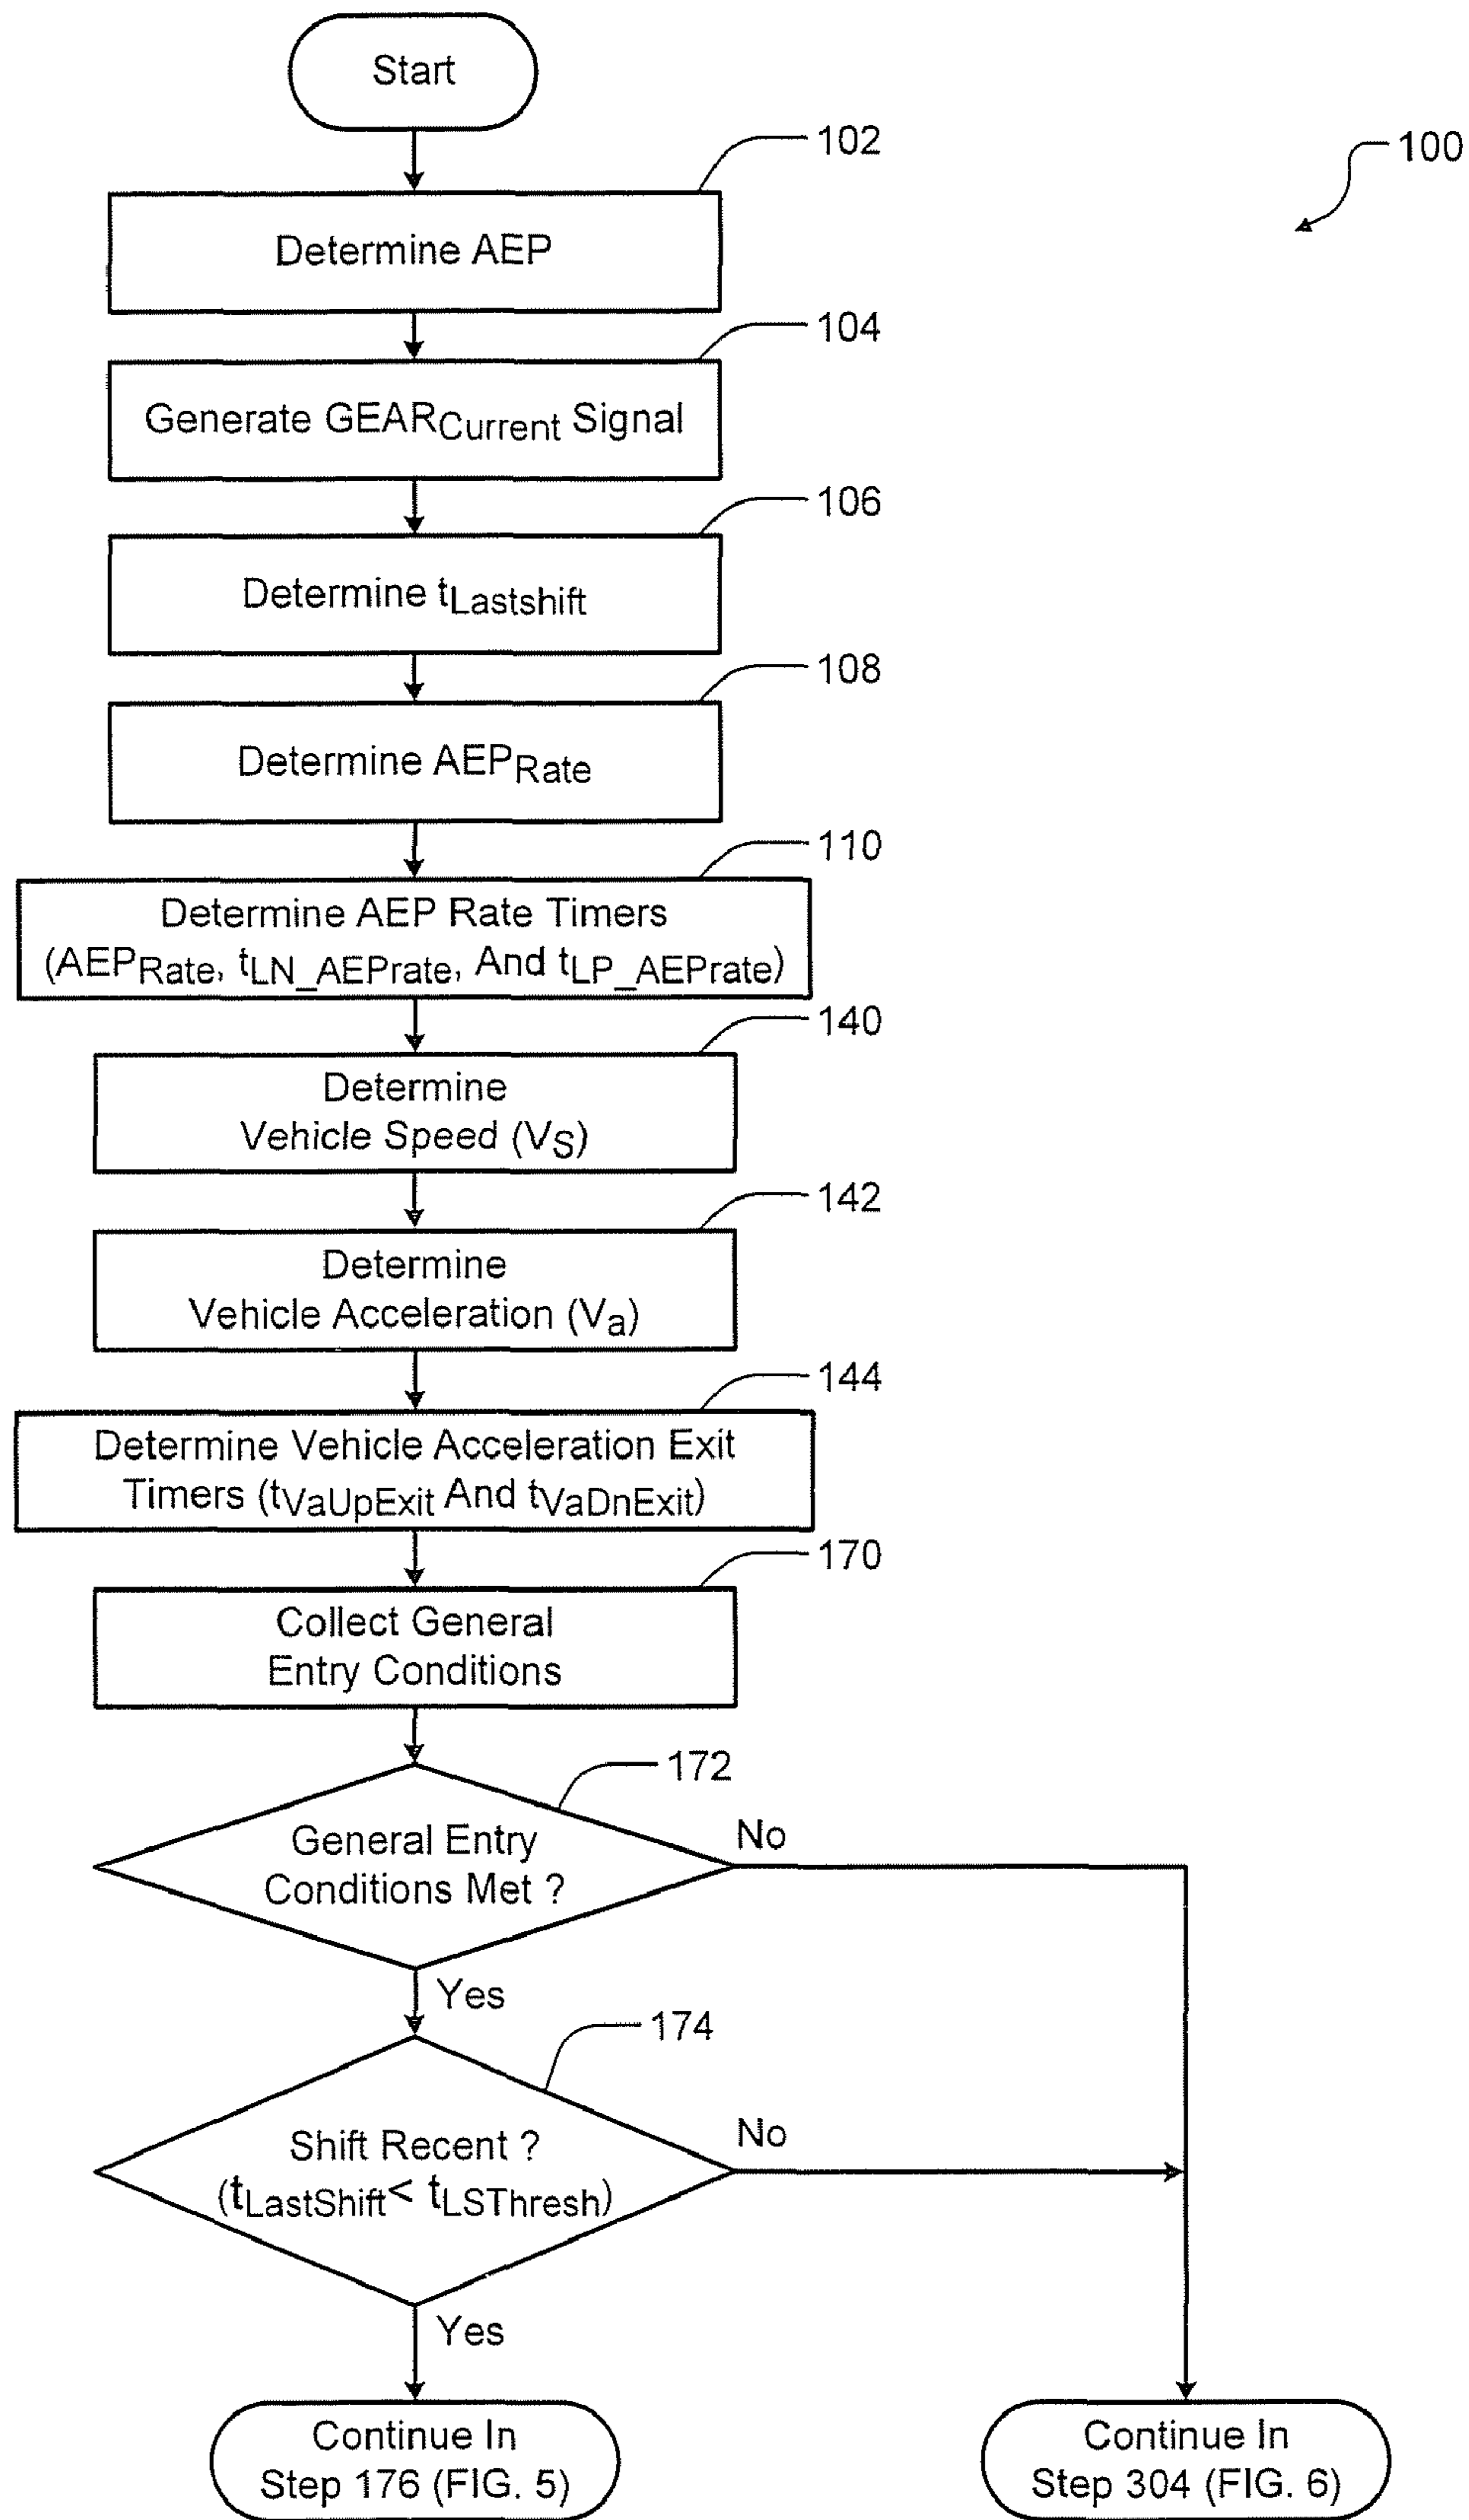 Start
102
100
Determine AEP
104
Generate GEARCurrent Signal
106
Determine tLastshift
108
Determine AEPRate
110
Determine AEP Rate Timers
(AEPRate, tLN_AEPrate, And tLP_AEPrate)
140
Determine
Vehicle Speed (VS)
142
Determine
Vehicle Acceleration (Va)
144
Determine Vehicle Acceleration Exit
Timers (tVaUpExit And tVaDnExit)
170
Collect General
Entry Conditions
172
General Entry
Conditions Met ?
No
Yes
174
Shift Recent ?
(tLastShift< tLSThresh)
No
Yes
Continue In
Step 176 (FIG. 5)
Continue In
Step 304 (FIG. 6)